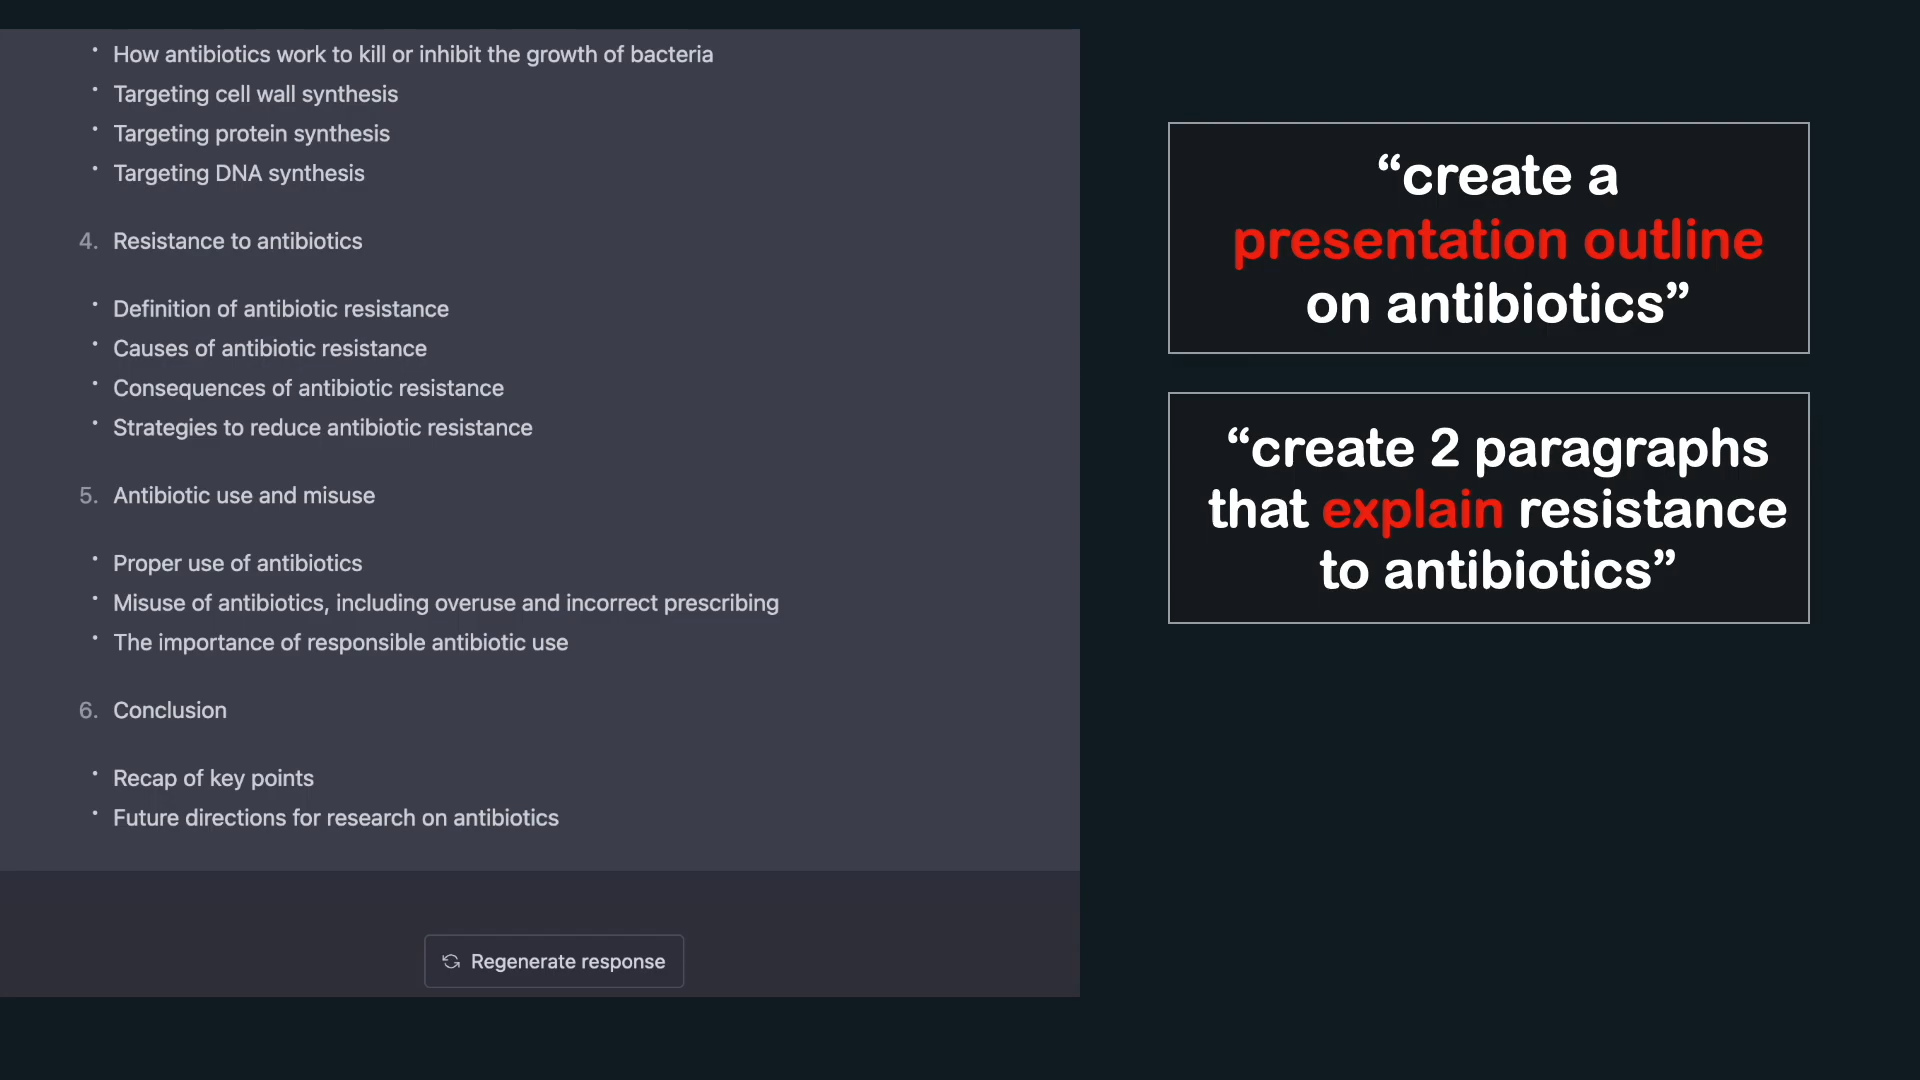 • How antibiotics work to kill or inhibit the growth of bacteria
• Targeting cell wall synthesis
• Targeting protein synthesis
• Targeting DNA synthesis
4. Resistance to antibiotics
• Definition of antibiotic resistance
• Causes of antibiotic resistance
• Consequences of antibiotic resistance
• Strategies to reduce antibiotic resistance
5. Antibiotic use and misuse
• Proper use of antibiotics
• Misuse of antibiotics, including overuse and incorrect prescribing
• The importance of responsible antibiotic use
6. Conclusion
• Recap of key points
• Future directions for research on antibiotics
Regenerate response
“create a
presentation outline
on antibiotics”
“create 2 paragraphs
that explain resistance
to antibiotics”